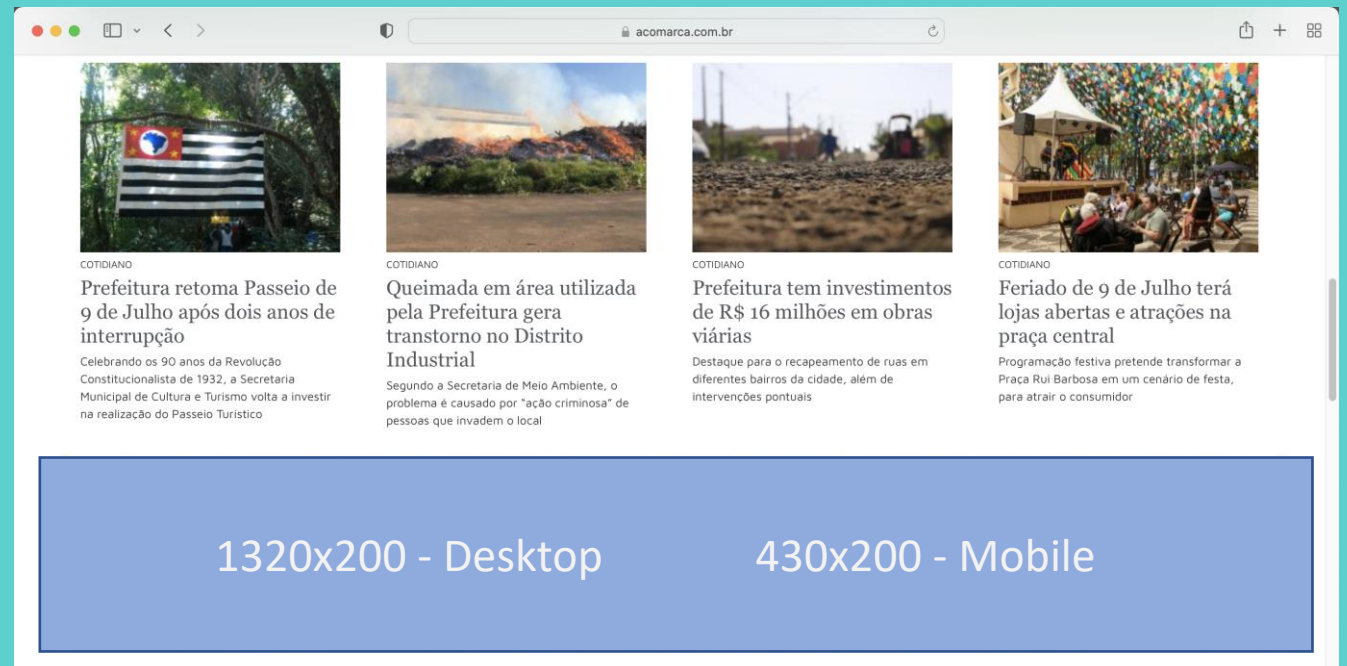 acomarca.com.br
COTIDIANO
Prefeitura retoma Passeio de
9 de Julho após dois anos de
interrupção
Celebrando os 90 anos da Revolução
Constitucionalista de 1932, a Secretaria
Municipal de Cultura e Turismo volta a investir
na realização do Passeio Turístico
COTIDIANO
Queimada em área utilizada
pela Prefeitura gera
transtorno no Distrito
Industrial
Segundo a Secretaria de Meio Ambiente, o
problema é causado por "ação criminosa" de
pessoas que invadem o local
COTIDIANO
Prefeitura tem investimentos
de R$ 16 milhões em obras
viárias
Destaque para o recapeamento de ruas em
diferentes bairros da cidade, além de
intervenções pontuais
COTIDIANO
Feriado de 9 de Julho terá
lojas abertas e atrações na
praça central
Programação festiva pretende transformar a
Praça Rui Barbosa em um cenário de festa,
para atrair o consumidor
1320x200 - Desktop
430x200 - Mobile